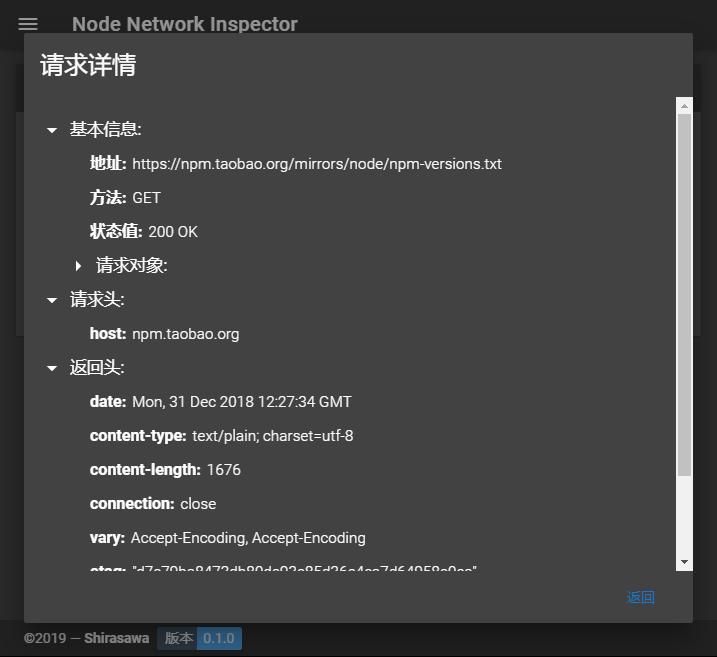 Node Network Inspector
请求详情
基本信息:
地址: https://npm.taobao.org/mirrors/node/npm-versions.txt
方法: GET
状态值: 200 OK
请求对象:
请求头:
host: npm.taobao.org
返回头:
date: Mon, 31 Dec 2018 12:27:34 GMT
content-type: text/plain; charset=utf-8
content-length: 1676
connection: close
vary: Accept-Encoding, Accept-Encoding
etag:
返回
©2019 — Shirasawa 版本 0.1.0